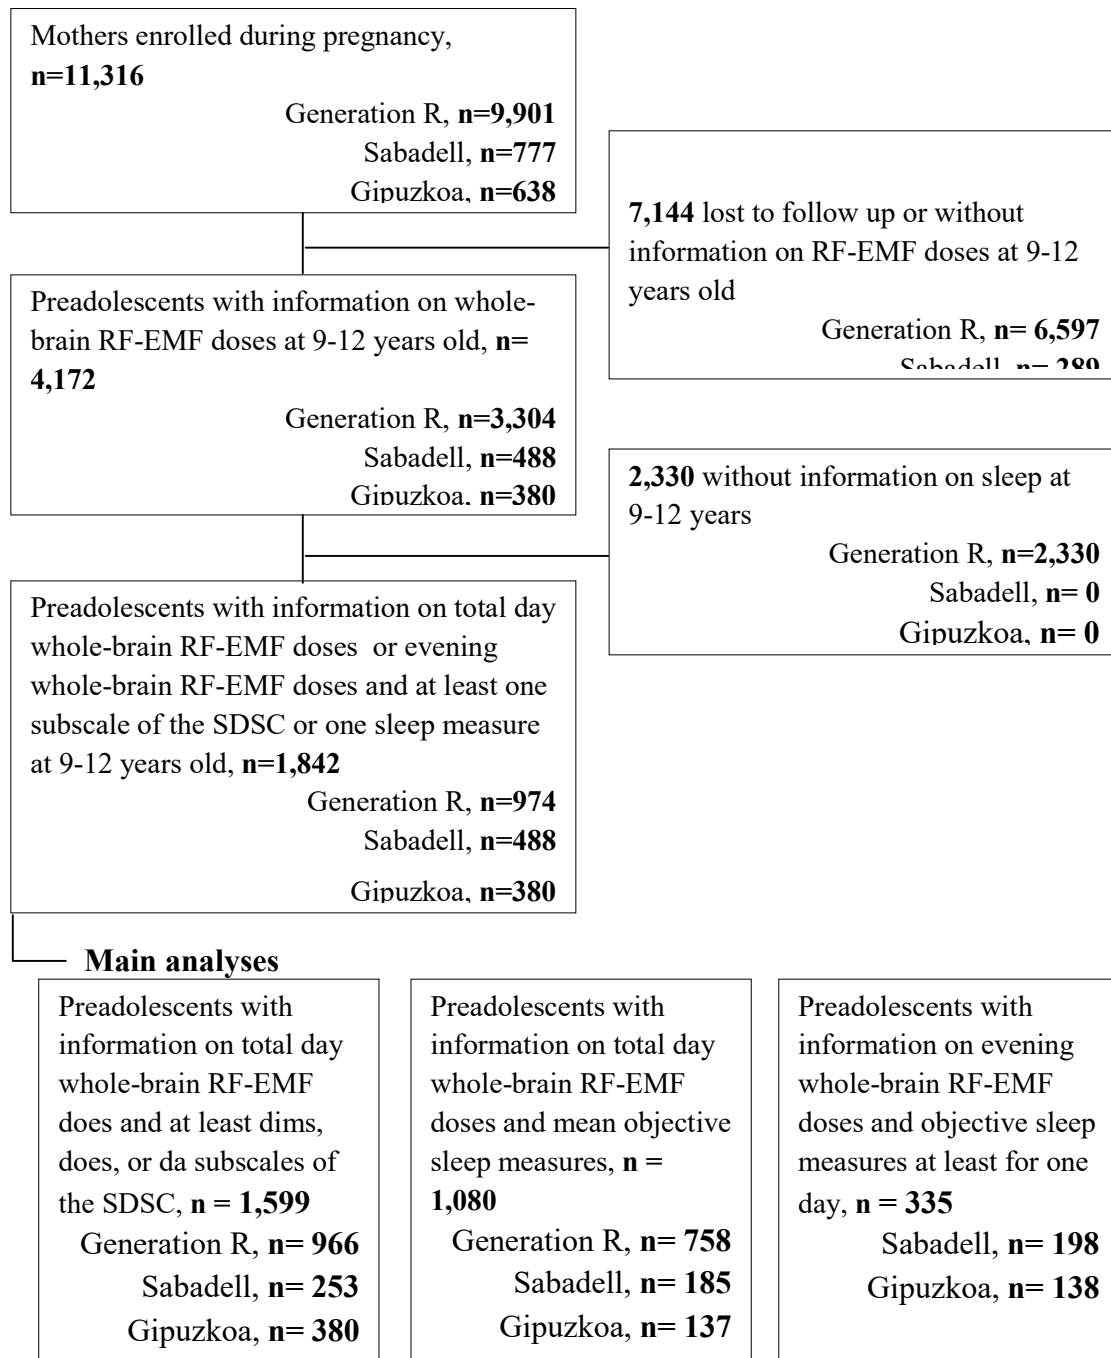 Mothers enrolled during pregnancy,
n=11,316
Generation R, n=9,901
Sabadell, n=777
Gipuzkoa, n=638
7,144 lost to follow up or without
information on RF-EMF doses at 9-12
years old
Generation R, n= 6,597
Sabadell, n= 289
Preadolescents with information on whole-
brain RF-EMF doses at 9-12 years old, n=
4,172
Generation R, n=3,304
Sabadell, n=488
Gipuzkoa, n=380
2,330 without information on sleep at
9-12 years
Generation R, n=2,330
Sabadell, n= 0
Gipuzkoa, n= 0
Preadolescents with information on total day
whole-brain RF-EMF doses or evening
whole-brain RF-EMF doses and at least one
subscale of the SDSC or one sleep measure
at 9-12 years old, n=1,842
Generation R, n=974
Sabadell, n=488
Gipuzkoa, n=380
Main analyses
Preadolescents with
information on total day
whole-brain RF-EMF
does and at least dims,
does, or da subscales of
the SDSC, n = 1,599
Generation R, n= 966
Sabadell, n= 253
Gipuzkoa, n= 380
Preadolescents with
information on total day
whole-brain RF-EMF
doses and mean objective
sleep measures, n =
1,080
Generation R, n= 758
Sabadell, n= 185
Gipuzkoa, n= 137
Preadolescents with
information on evening
whole-brain RF-EMF
doses and objective sleep
measures at least for one
day, n = 335
Sabadell, n= 198
Gipuzkoa, n= 138